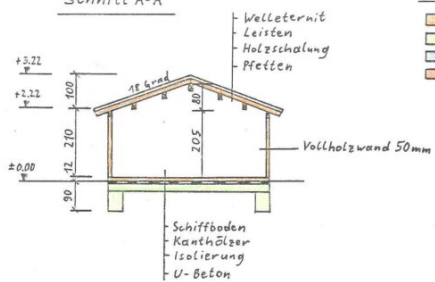 Schnitt A-A
- Welleternit
- Leisten
- Holzschalung
- Pfetten
+3.22
18 Grad
100
80
+2.22
210
205
Vollholzwand 50mm
12
±0.00
90
- Schiffboden
- Kanthölzer
- Isolierung
- U-Beton